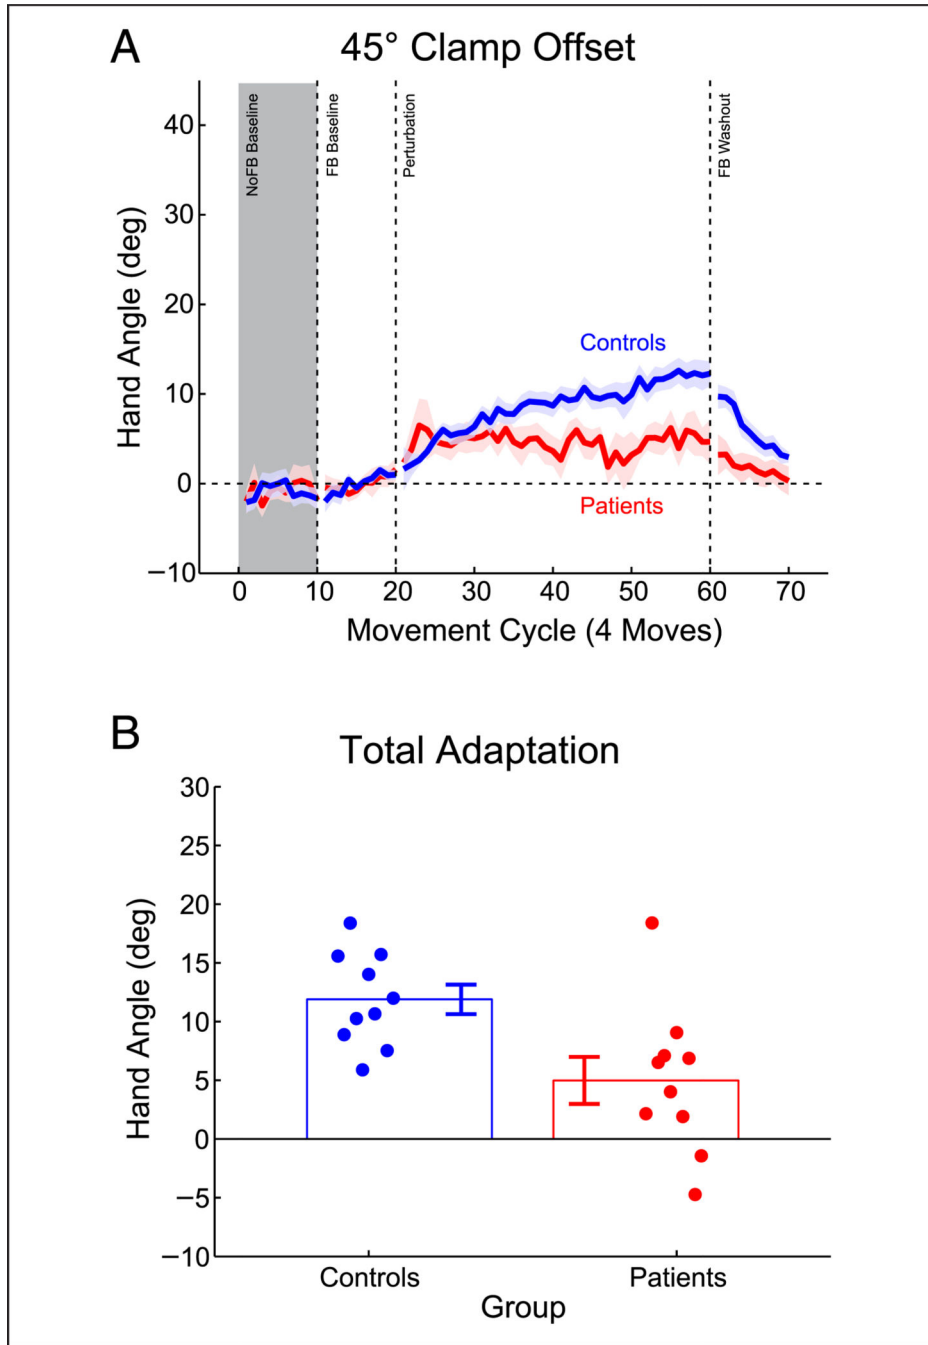 A
45° Clamp Offset
NoFB Baseline
FB Baseline
Perturbation
FB Washout
Hand Angle (deg)
40
30
20
10
0
−10
Controls
Patients
0 10 20 30 40 50 60 70
Movement Cycle (4 Moves)
B
Total Adaptation
Hand Angle (deg)
30
25
20
15
10
5
0
−5
−10
Controls Patients
Group